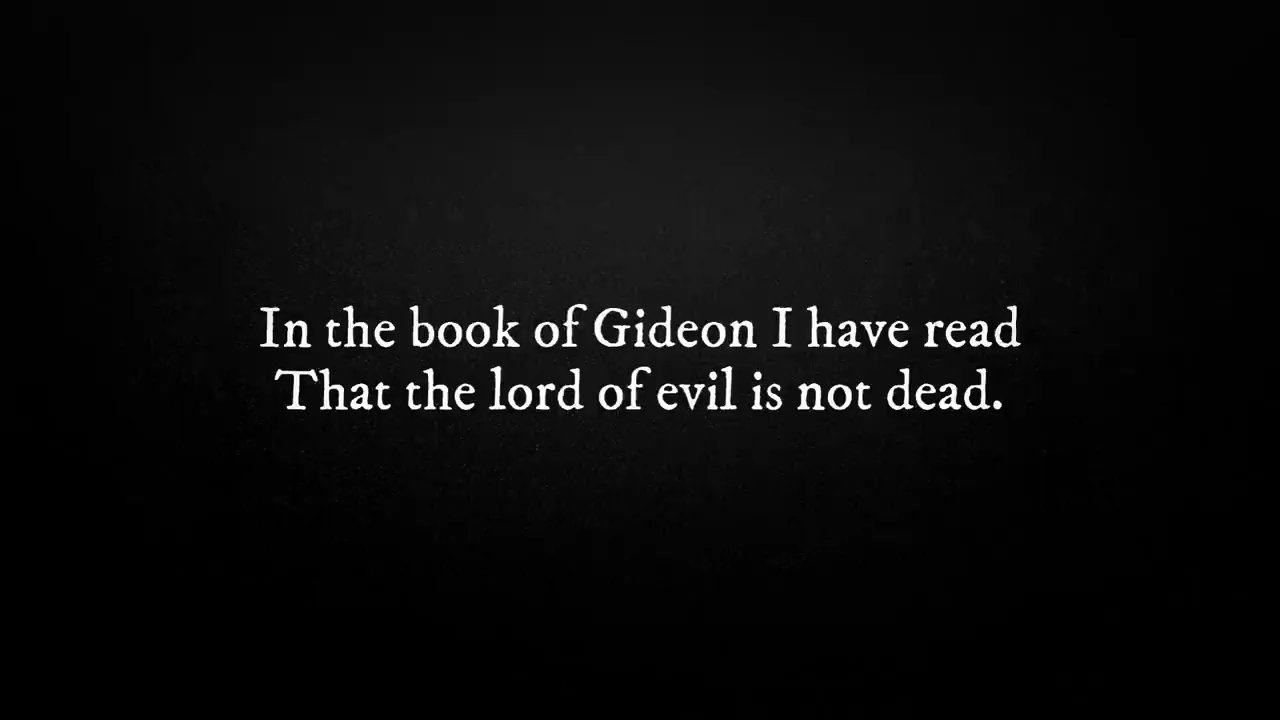 In the book of Gideon I have read
That the lord of evil is not dead.